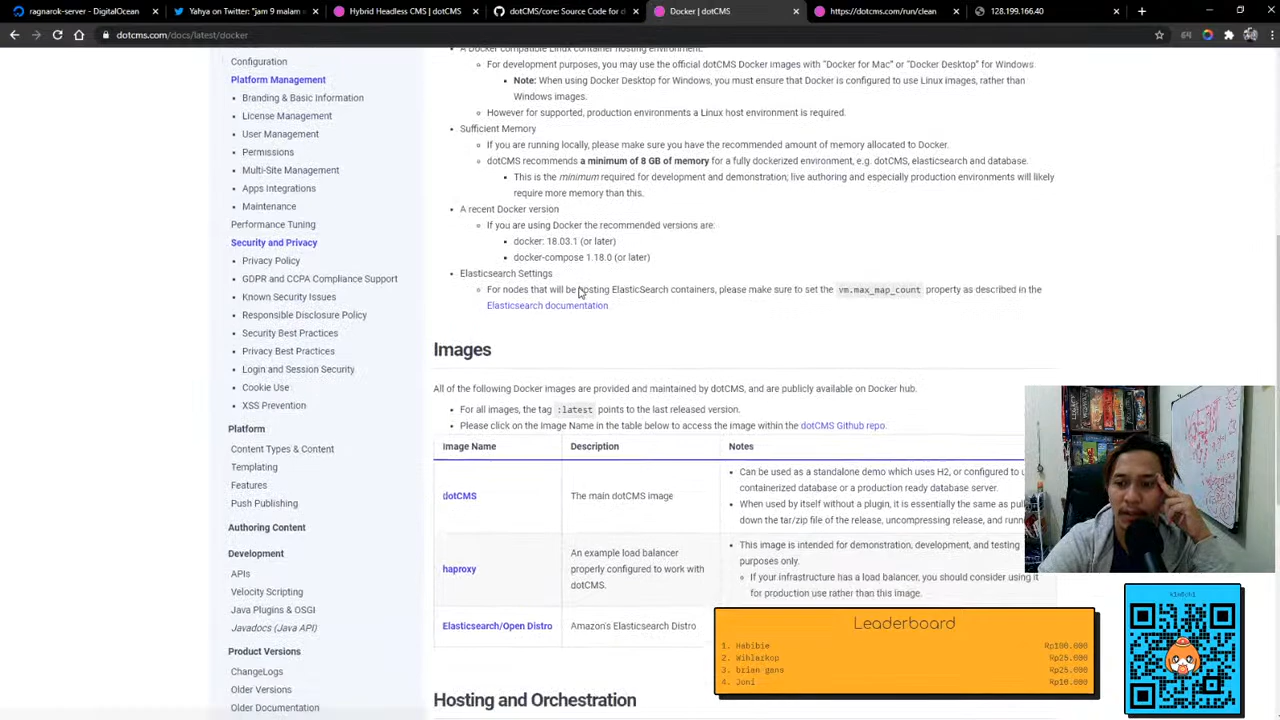 ragnarok-server - DigitalOcean
Yahya on Twitter: "jam 9 malam
Hybrid Headless CMS | dotCMS
dotCMS/core: Source Code for d
Docker | dotCMS
https://dotcms.com/run/clean
128.199.166.40
dotcms.com/docs/latest/docker
Configuration
Platform Management
Branding & Basic Information
License Management
User Management
Permissions
Multi-Site Management
Apps Integrations
Maintenance
Performance Tuning
Security and Privacy
Privacy Policy
GDPR and CCPA Compliance Support
Known Security Issues
Responsible Disclosure Policy
Security Best Practices
Privacy Best Practices
Login and Session Security
Cookie Use
XSS Prevention
Platform
Content Types & Content
Templating
Features
Push Publishing
Authoring Content
Development
APIs
Velocity Scripting
Java Plugins & OSGI
Javadocs (Java API)
Product Versions
ChangeLogs
Older Versions
Older Documentation
A Docker compatible Linux container hosting environment.
For development purposes, you may use the official dotCMS Docker images with "Docker for Mac" or "Docker Desktop" for Windows.
Note: When using Docker Desktop for Windows, you must ensure that Docker is configured to use Linux images, rather than
Windows images.
However for supported, production environments a Linux host environment is required.
Sufficient Memory
If you are running locally, please make sure you have the recommended amount of memory allocated to Docker.
dotCMS recommends a minimum of 8 GB of memory for a fully dockerized environment, e.g. dotCMS, elasticsearch and database.
This is the minimum required for development and demonstration; live authoring and especially production environments will likely
require more memory than this.
A recent Docker version
If you are using Docker the recommended versions are:
docker: 18.03.1 (or later)
docker-compose 1.18.0 (or later)
Elasticsearch Settings
For nodes that will be hosting ElasticSearch containers, please make sure to set the vm.max_map_count property as described in the
Elasticsearch documentation
Images
All of the following Docker images are provided and maintained by dotCMS, and are publicly available on Docker hub.
For all images, the tag :latest points to the last released version.
Please click on the Image Name in the table below to access the image within the dotCMS Github repo.
Image Name Description Notes
dotCMS The main dotCMS image
Can be used as a standalone demo which uses H2, or configured to
containerized database or a production ready database server.
When used by itself without a plugin, it is essentially the same as
down the tar/zip file of the release, uncompressing release, and
haproxy
An example load balancer
properly configured to work with
dotCMS.
This image is intended for demonstration, development, and testing
purposes only.
If your infrastructure has a load balancer, you should consider using it
for production use rather than this image.
Elasticsearch/Open Distro Amazon's Elasticsearch Distro
Hosting and Orchestration
Leaderboard
1. Habibie Rp100.000
2. Wihlarkop Rp25.000
3. brian gans Rp25.000
4. Joni Rp10.000